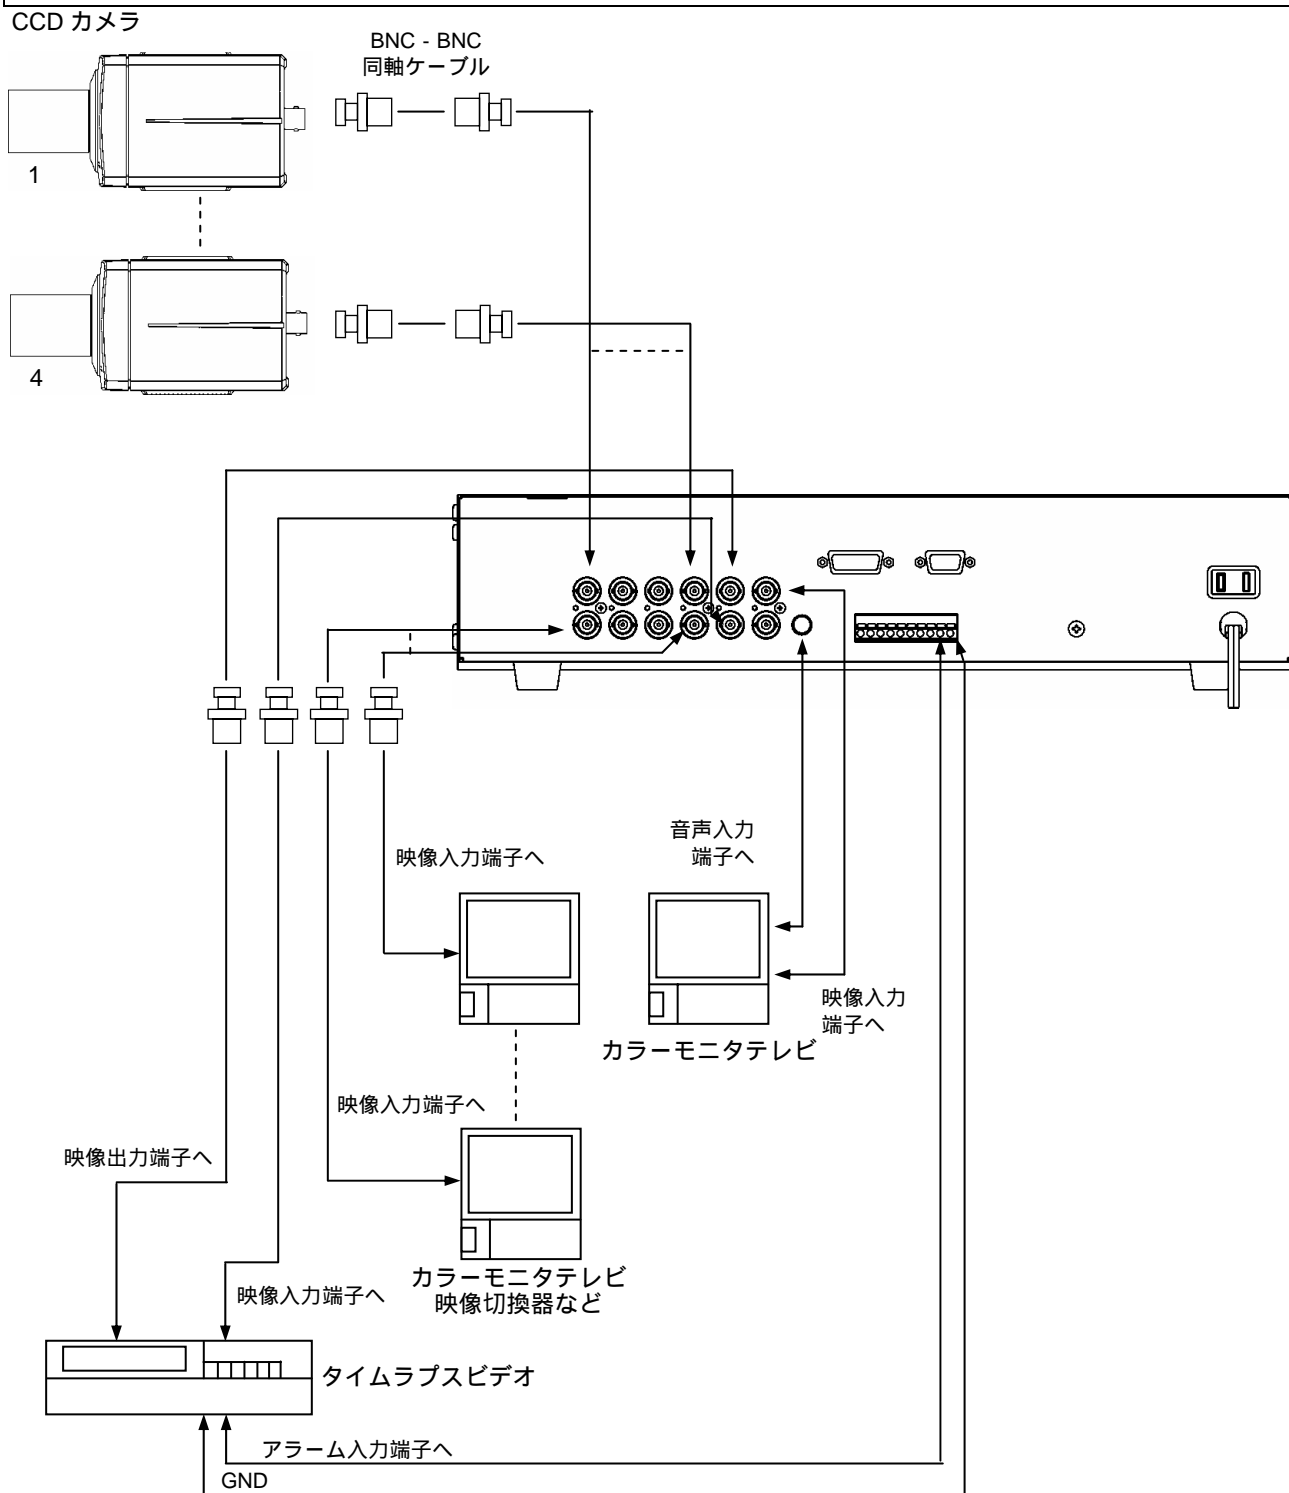 CCD カメラ
BNC - BNC
同軸ケーブル
1
4
音声入力
端子へ
映像入力端子へ
映像入力
端子へ
カラーモニタテレビ
映像入力端子へ
映像出力端子へ
カラーモニタテレビ
映像切換器など
映像入力端子へ
タイムラプスビデオ
アラーム入力端子へ
GND